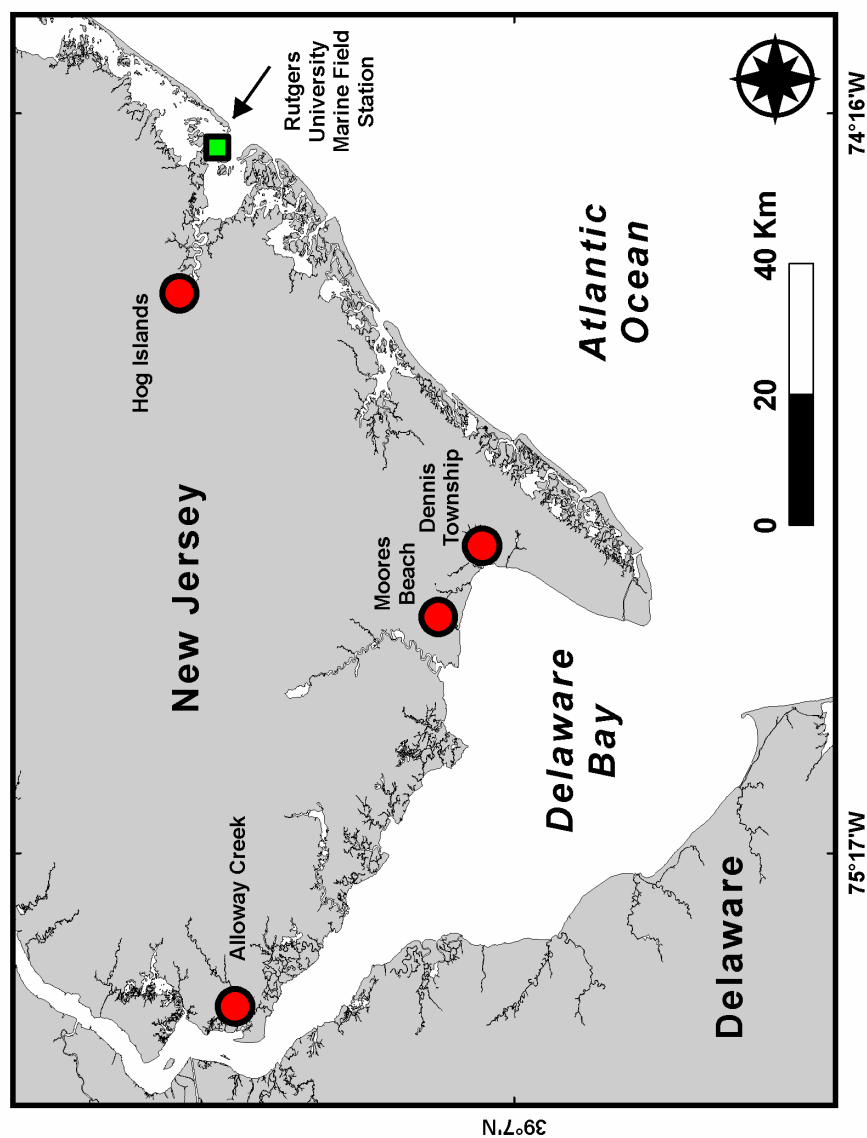 Rutgers
University
Marine Field
Station
Hog Islands
New Jersey
Dennis
Township
Moores
Beach
Alloway Creek
Atlantic
Ocean
Delaware
Bay
Delaware
0 20 40 Km
74°16'W
75°17'W
39°7'N